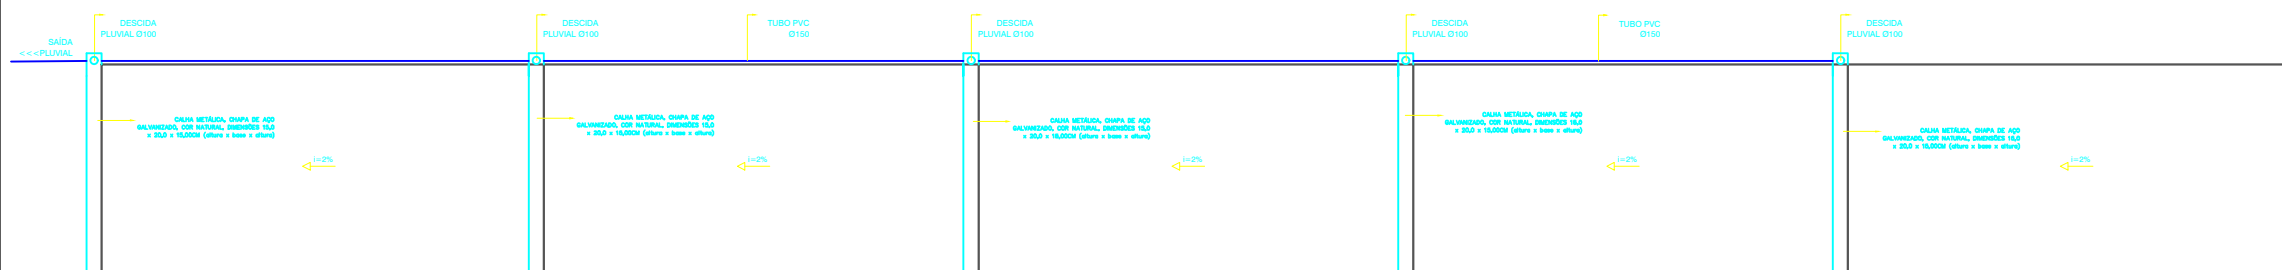 DESCIDA
PLUVIAL Ø100
DESCIDA
PLUVIAL Ø100
TUBO PVC
Ø150
DESCIDA
PLUVIAL Ø100
DESCIDA
PLUVIAL Ø100
TUBO PVC
Ø150
DESCIDA
PLUVIAL Ø100
SAÍDA
<<<PLUVIAL
CALHA METÁLICA, CHAPA DE AÇO
GALVANIZADO, COR NATURAL, DIMENSÕES 15,0
x 20,0 x 15,00CM (altura x base x altura)
CALHA METÁLICA, CHAPA DE AÇO
GALVANIZADO, COR NATURAL, DIMENSÕES 15,0
x 20,0 x 15,00CM (altura x base x altura)
CALHA METÁLICA, CHAPA DE AÇO
GALVANIZADO, COR NATURAL, DIMENSÕES 15,0
x 20,0 x 15,00CM (altura x base x altura)
CALHA METÁLICA, CHAPA DE AÇO
GALVANIZADO, COR NATURAL, DIMENSÕES 15,0
x 20,0 x 15,00CM (altura x base x altura)
CALHA METÁLICA, CHAPA DE AÇO
GALVANIZADO, COR NATURAL, DIMENSÕES 15,0
x 20,0 x 15,00CM (altura x base x altura)
i=2%
i=2%
i=2%
i=2%
i=2%